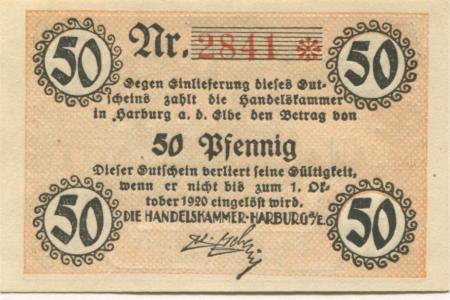 50 Nr. 2841 50
Gegen Einlieferung dieses Gut-
scheins zahlt die Handelskammer
in Harburg a. d. Elbe den Betrag von
50 Pfennig
Dieser Gutschein verliert seine Gültigkeit,
wenn er nicht bis zum 1. Ok-
tober 1920 eingelöst wird.
50 DIE HANDELSKAMMER HARBURG a/E. 50